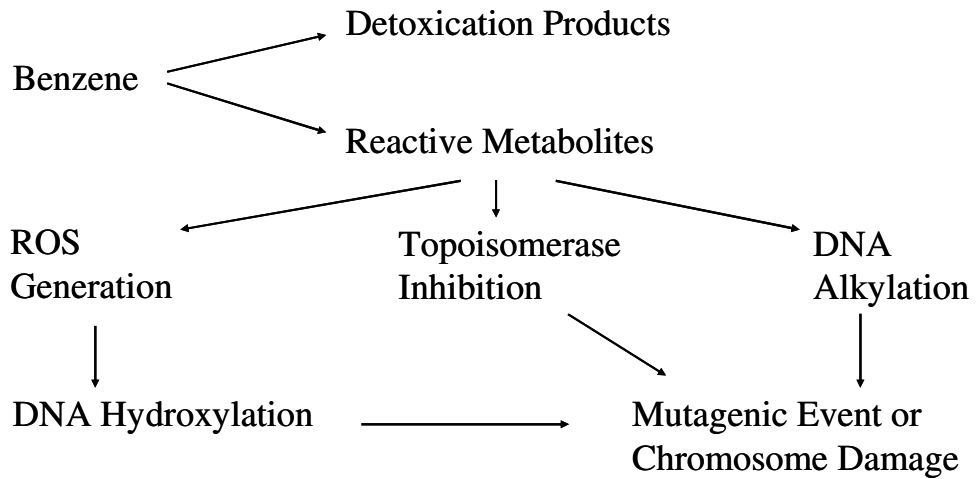 Detoxication Products
Benzene
Reactive Metabolites
ROS
Generation
Topoisomerase
Inhibition
DNA
Alkylation
DNA Hydroxylation
Mutagenic Event or
Chromosome Damage